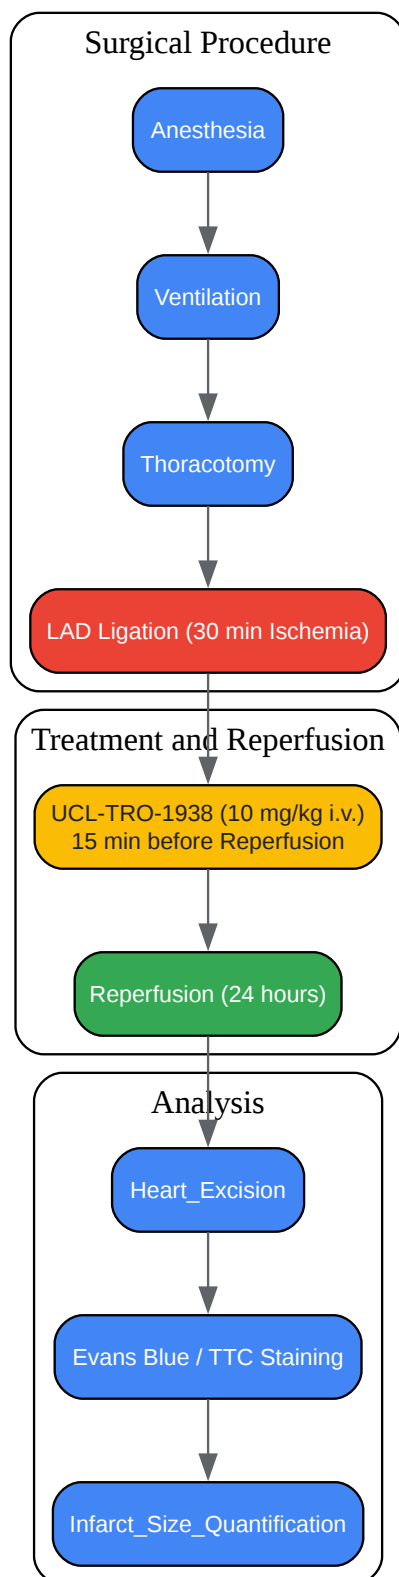 Surgical Procedure
Anesthesia
Ventilation
Thoracotomy
LAD Ligation (30 min Ischemia)
Treatment and Reperfusion
UCL-TRO-1938 (10 mg/kg i.v.)
15 min before Reperfusion
Reperfusion (24 hours)
Analysis
Heart_Excision
Evans Blue / TTC Staining
Infarct_Size_Quantification